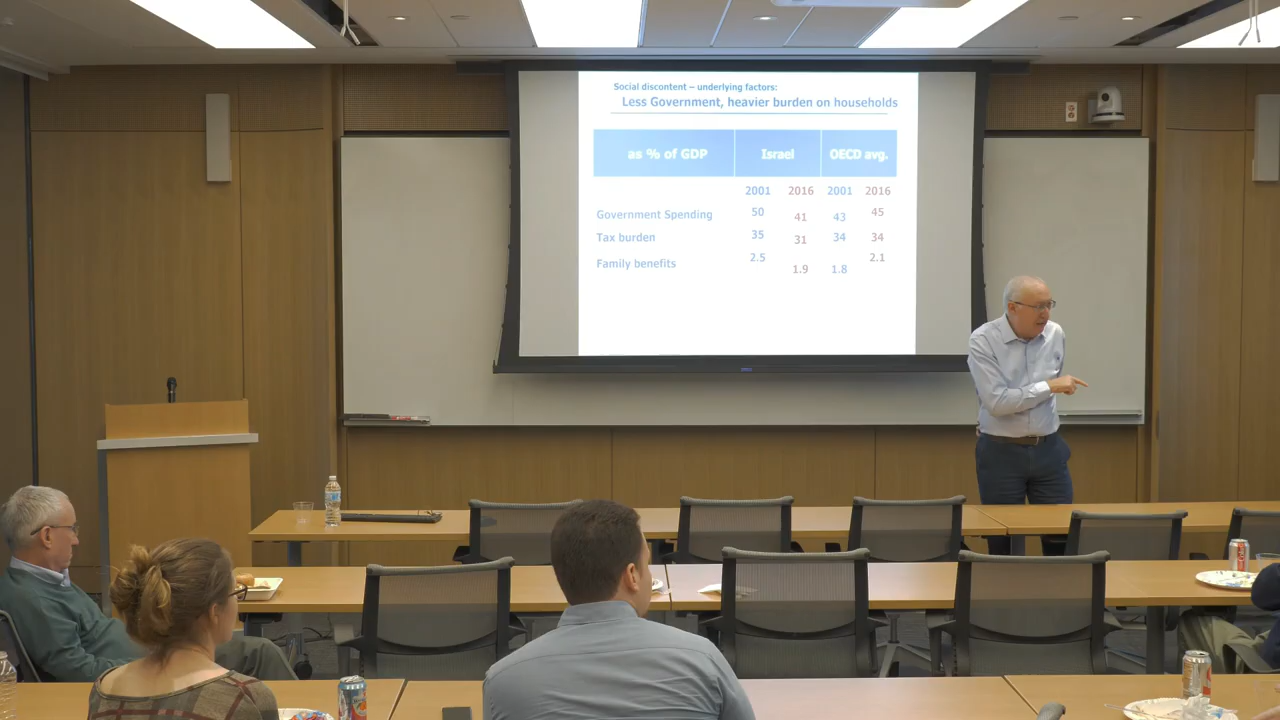 Social discontent – underlying factors:
Less Government, heavier burden on households
as % of GDP Israel OECD avg.
2001 2016 2001 2016
Government Spending 50 41 43 45
Tax burden 35 31 34 34
Family benefits 2.5 1.9 1.8 2.1